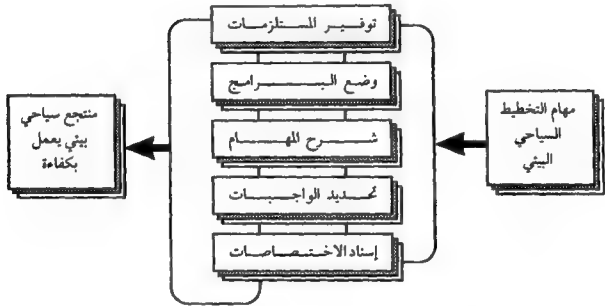 مهام التخطيط
السياحي
البيئي
توفير المستلزمات
وضع البرامج
شرح المهام
تحديد الواجبات
إسناد الاختصاصات
منتجع سياحي
بيئي يعمل
بكفاءة